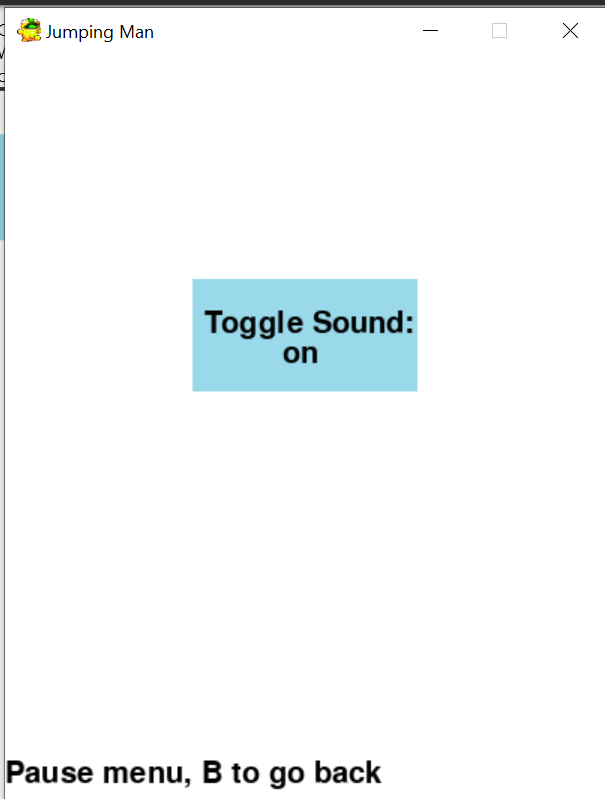 Jumping Man
Toggle Sound:
on
Pause menu, B to go back